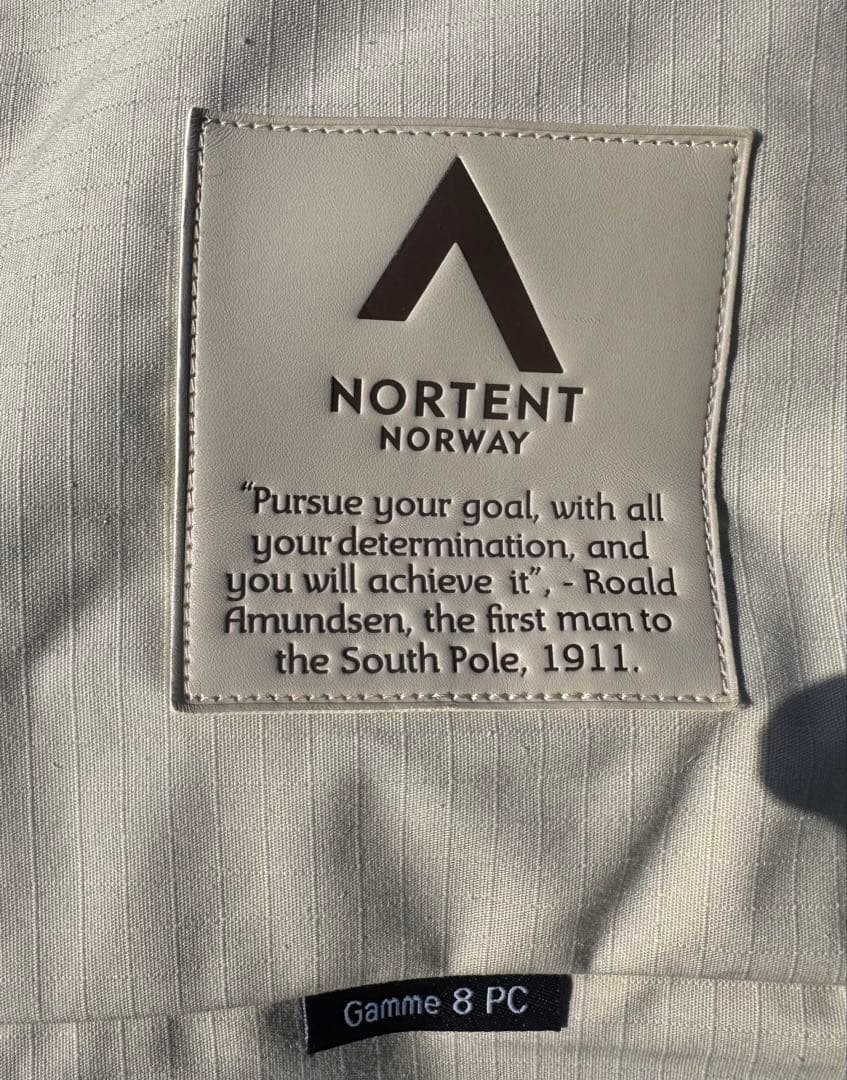 NORTENT
NORWAY
“Pursue your goal, with all
your determination, and
you will achieve it”, - Roald
Amundsen, the first man to
the South Pole, 1911.
Gamme 8 PC